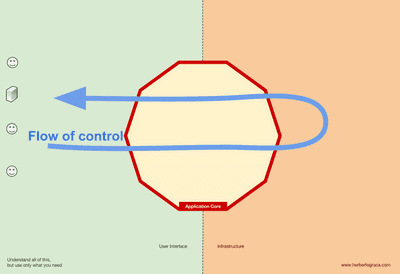 Flow of control
Application Core
User Interface
Infrastructure
Understand all of this,
but use only what you need
www.herbertograca.com